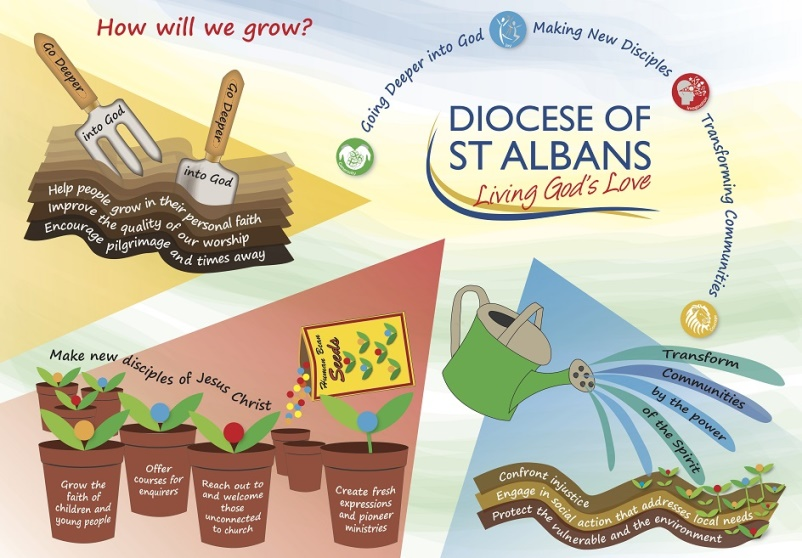 How will we grow?
Go Deeper
into God
Go Deeper
into God
Help people grow in their personal faith
Improve the quality of our worship
Encourage pilgrimage and times away
Going Deeper into God
Making New Disciples
Transforming Communities
DIOCESE OF
ST ALBANS
Living God's Love
Make new disciples of Jesus Christ
Human Bean
Seeds
Grow the
faith of
children and
young people
Offer
courses for
enquirers
Reach out to
and welcome
those
unconnected
to church
Create fresh
expressions
and pioneer
ministries
Transform
Communities
by the power
of the Spirit
Confront injustice
Engage in social action that addresses local needs
Protect the vulnerable and the environment